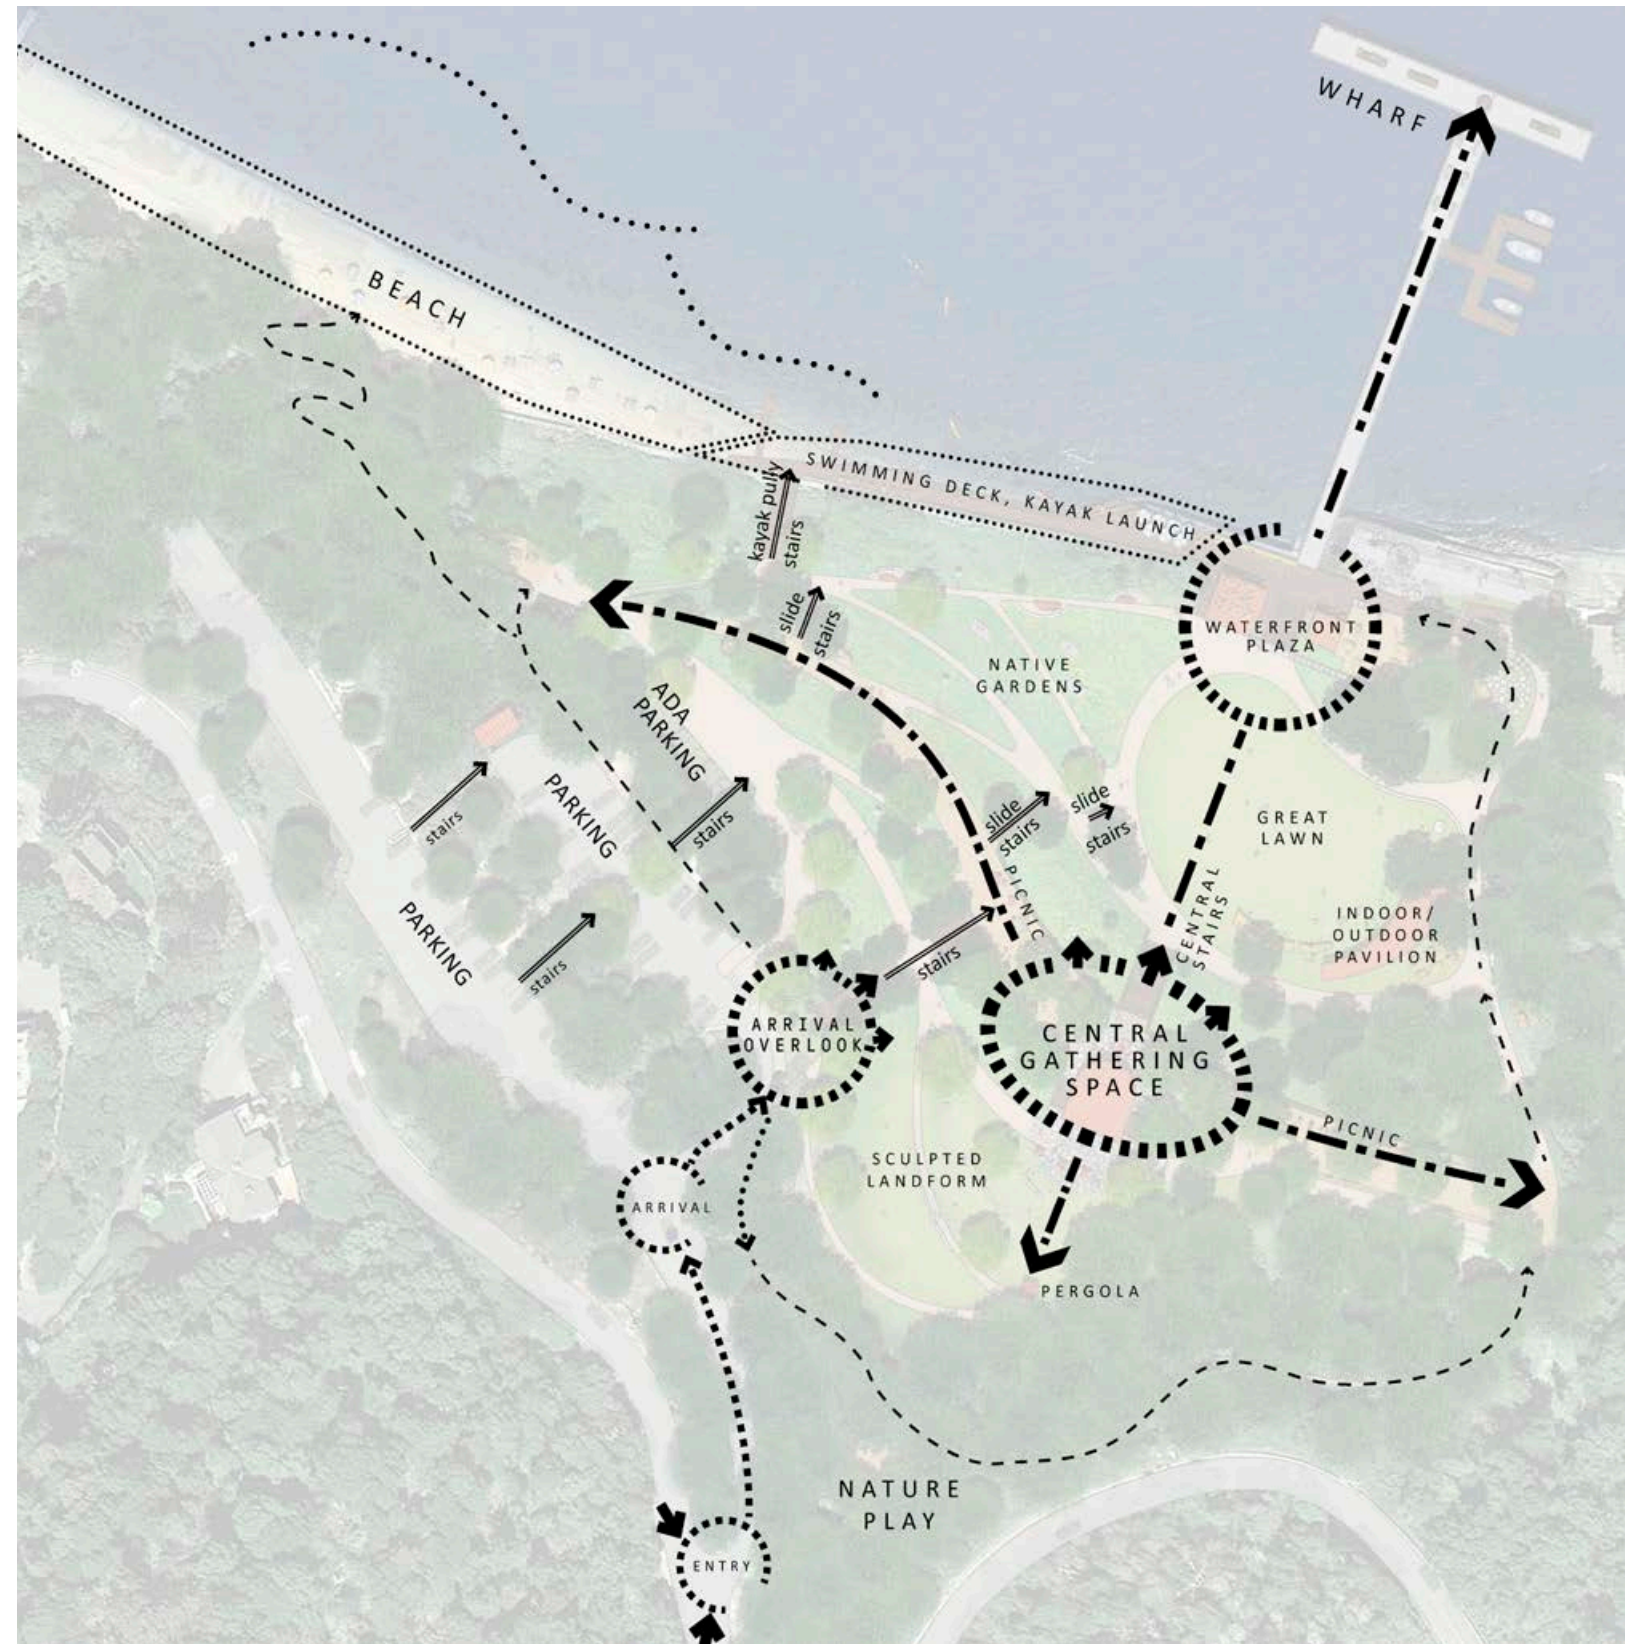 WHARF
BEACH
SWIMMING DECK, KAYAK LAUNCH
kayak pully
stairs
slide
stairs
WATERFRONT
PLAZA
NATIVE
GARDENS
ADA
PARKING
PARKING
stairs
stairs
slide
stairs
slide
stairs
GREAT
LAWN
PICNIC
CENTRAL
STAIRS
INDOOR/
OUTDOOR
PAVILION
PARKING
stairs
stairs
ARRIVAL
OVERLOOK
CENTRAL
GATHERING
SPACE
PICNIC
SCULPTED
LANDFORM
ARRIVAL
PERGOLA
NATURE
PLAY
ENTRY